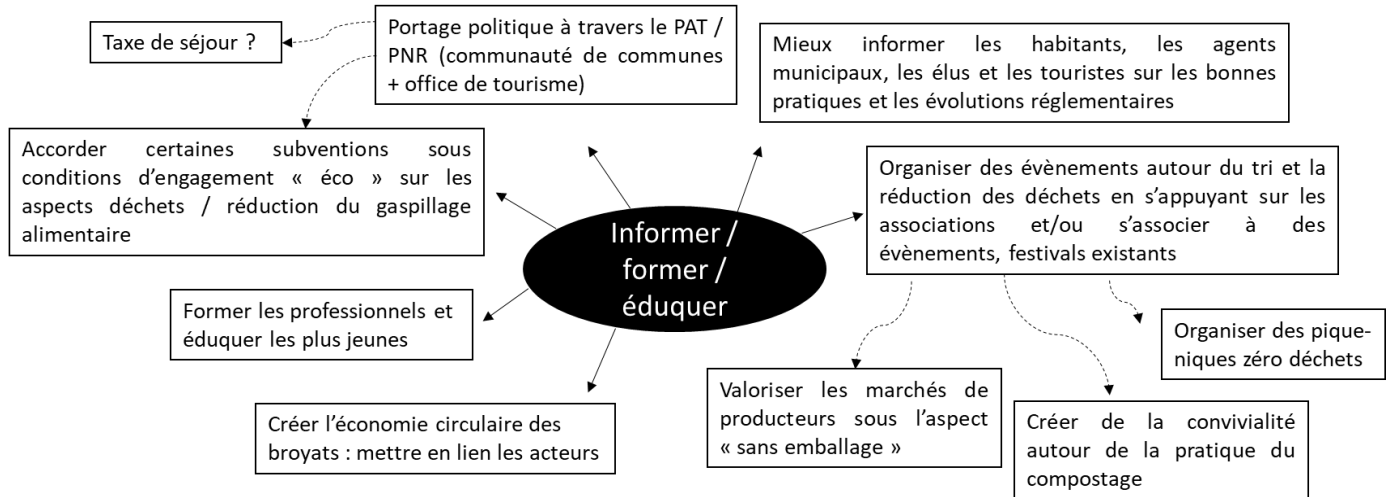 Taxe de séjour ?
Portage politique à travers le PAT /
PNR (communauté de communes
+ office de tourisme)
Mieux informer les habitants, les agents
municipaux, les élus et les touristes sur les bonnes
pratiques et les évolutions réglementaires
Accorder certaines subventions sous
conditions d’engagement « éco » sur les
aspects déchets / réduction du gaspillage
alimentaire
Organiser des évènements autour du tri et la
réduction des déchets en s’appuyant sur les
associations et/ou s’associer à des
évènements, festivals existants
Informer /
former /
éduquer
Former les professionnels et
éduquer les plus jeunes
Organiser des pique-
niques zéro déchets
Valoriser les marchés de
producteurs sous l’aspect
« sans emballage »
Créer l’économie circulaire des
broyats : mettre en lien les acteurs
Créer de la convivialité
autour de la pratique du
compostage